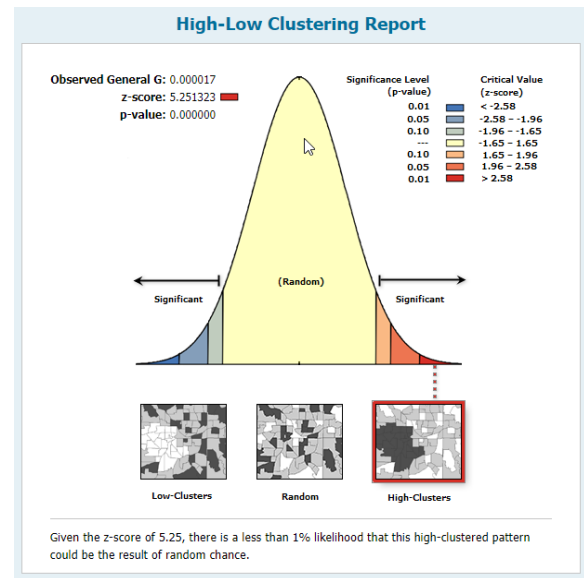 High-Low Clustering Report
Observed General G: 0.000017
z-score: 5.251323
p-value: 0.000000
Significance Level Critical Value
(p-value) (z-score)
0.01 < -2.58
0.05 -2.58 - -1.96
0.10 -1.96 - -1.65
--- -1.65 - 1.65
0.10 1.65 - 1.96
0.05 1.96 - 2.58
0.01 > 2.58
(Random)
Significant Significant
Low-Clusters Random High-Clusters
Given the z-score of 5.25, there is a less than 1% likelihood that this high-clustered pattern
could be the result of random chance.